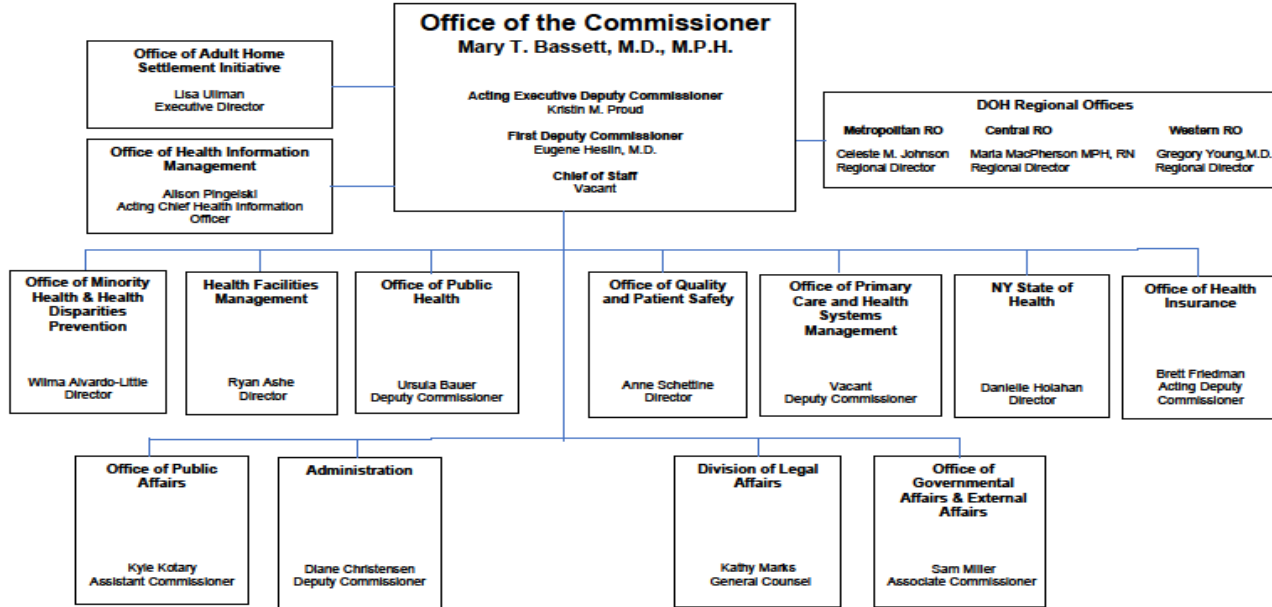 Office of the Commissioner
Mary T. Bassett, M.D., M.P.H.
Acting Executive Deputy Commissioner
Kristin M. Proud
First Deputy Commissioner
Eugene Heslin, M.D.
Chief of Staff
Vacant
Office of Adult Home
Settlement Initiative
Lisa Ullman
Executive Director
Office of Health Information
Management
Alison Pingelski
Acting Chief Health Information
Officer
DOH Regional Offices
Metropolitan RO
Celeste M. Johnson
Regional Director
Central RO
Maria MacPherson MPH, RN
Regional Director
Western RO
Gregory Young,M.D.
Regional Director
Office of Minority
Health & Health
Disparities
Prevention
Wilma Alvardo-Little
Director
Health Facilities
Management
Ryan Ashe
Director
Office of Public
Health
Ursula Bauer
Deputy Commissioner
Office of Quality
and Patient Safety
Anne Schettine
Director
Office of Primary
Care and Health
Systems
Management
Vacant
Deputy Commissioner
NY State of
Health
Danielle Holahan
Director
Office of Health
Insurance
Brett Friedman
Acting Deputy
Commissioner
Office of Public
Affairs
Kyle Kotary
Assistant Commissioner
Administration
Diane Christensen
Deputy Commissioner
Division of Legal
Affairs
Kathy Marks
General Counsel
Office of
Governmental
Affairs & External
Affairs
Sam Miller
Associate Commissioner